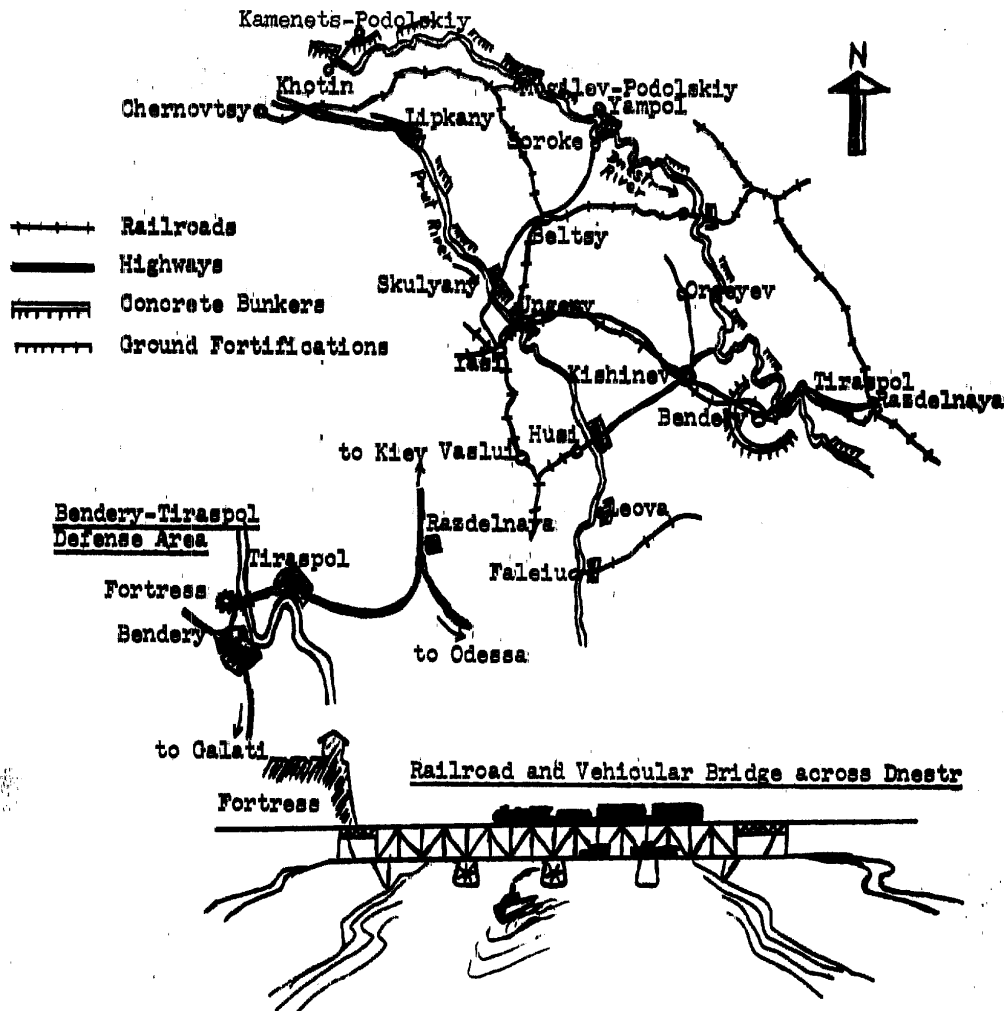 Kamenets-Podolskiy
Khotin
Mogilev-Podolskiy
Chernovtsy
Yampol
Lipkany
Soroke
Dnestr
River
Prut River
Railroads
Beltsy
Highways
Skulyany
Orgeyev
Concrete Bunkers
Ungeny
Ground Fortifications
Yasi
Kishinev
Tiraspol
Razdelnaya
Bendery
Husi
to Kiev
Vaslui
Leova
Bendery-Tiraspol
Defense Area
Razdelnaya
Tiraspol
Faleiu
Fortress
Bendery
to Odessa
to Galati
Railroad and Vehicular Bridge across Dnestr
Fortress
N